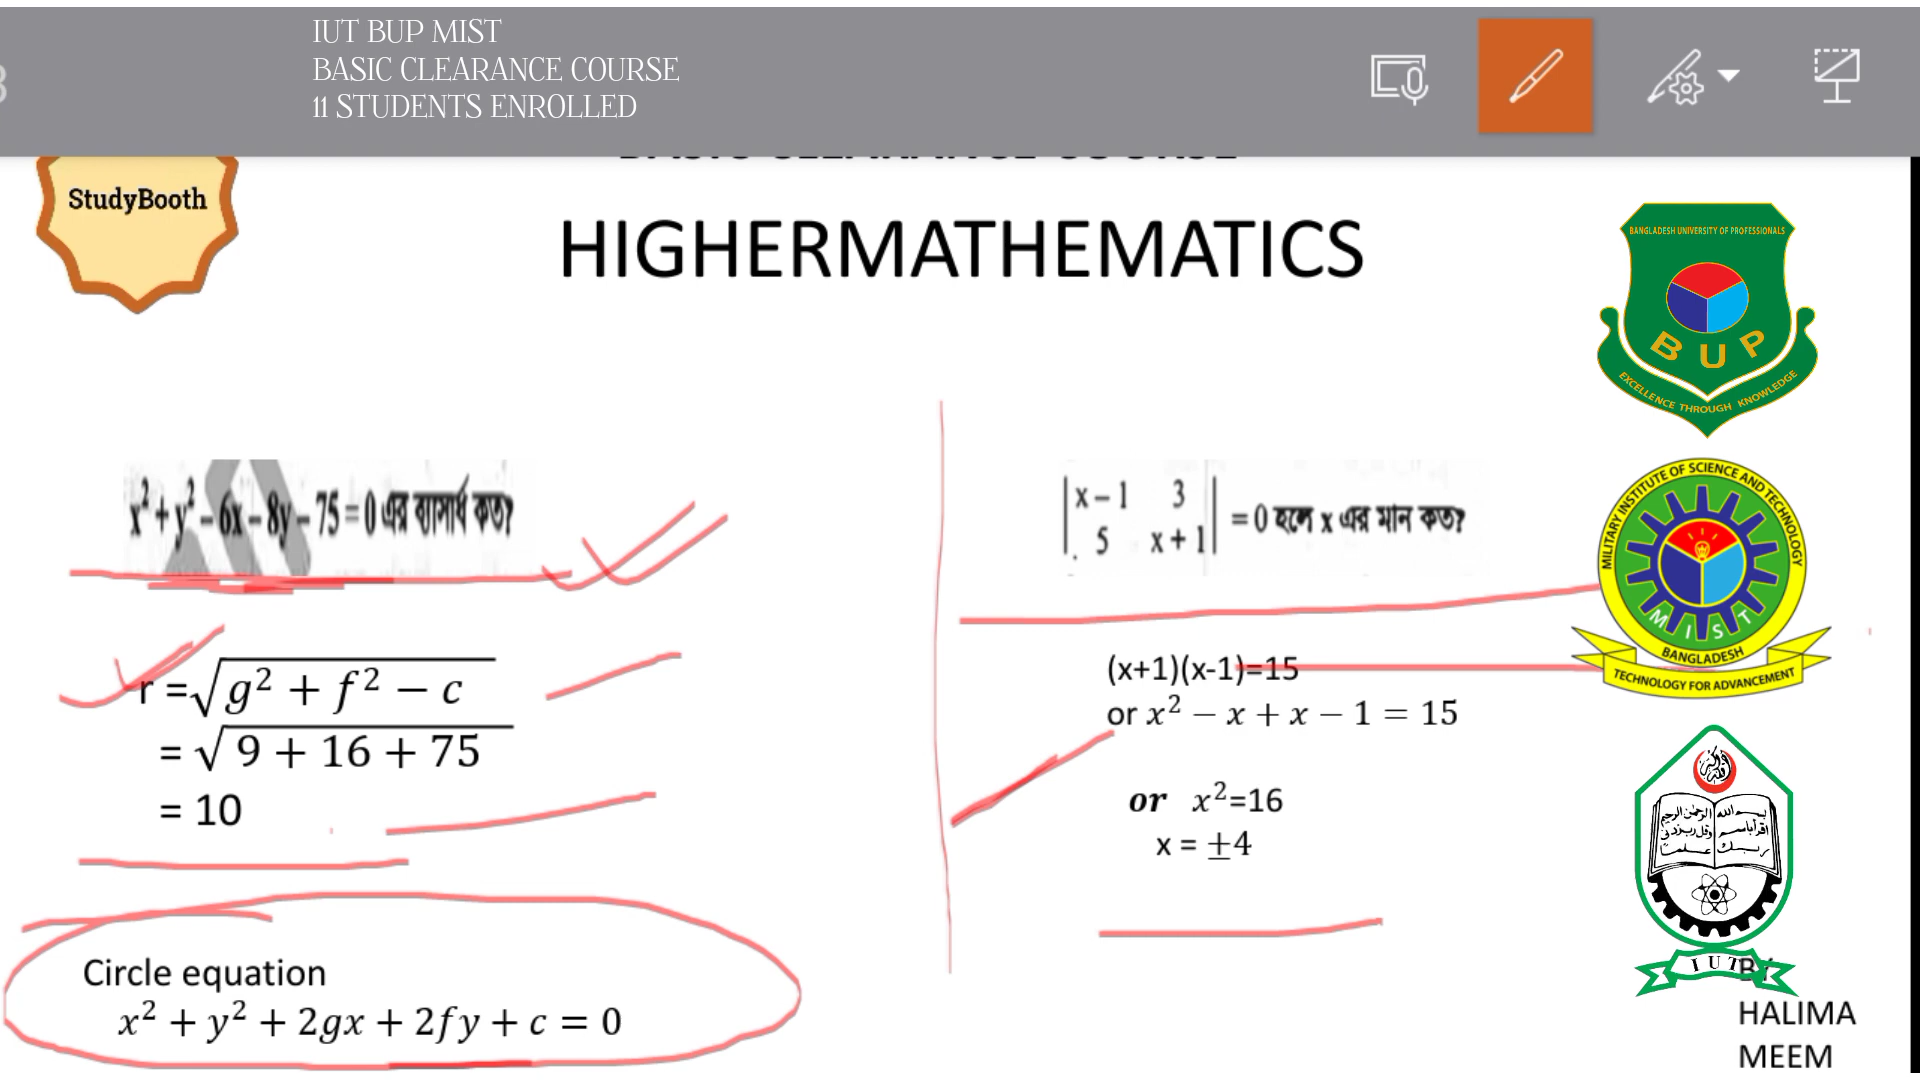 IUT BUP MIST
BASIC CLEARANCE COURSE
11 STUDENTS ENROLLED
StudyBooth
HIGHERMATHEMATICS
x² + y² – 6x – 8y – 75 = 0 এর ব্যাসার্ধ কত?
r =√(g² + f² − c)
= √(9 + 16 + 75)
= 10
Circle equation
x² + y² + 2gx + 2fy + c = 0
| x – 1 3 |
| 5 x + 1 | = 0 হলে x এর মান কত?
(x+1)(x-1)=15
or x² − x + x − 1 = 15
or x²=16
x = ±4
BANGLADESH UNIVERSITY OF PROFESSIONALS
BUP
EXCELLENCE THROUGH KNOWLEDGE
MILITARY INSTITUTE OF SCIENCE AND TECHNOLOGY
MIST
BANGLADESH
TECHNOLOGY FOR ADVANCEMENT
IUT
BY
HALIMA
MEEM